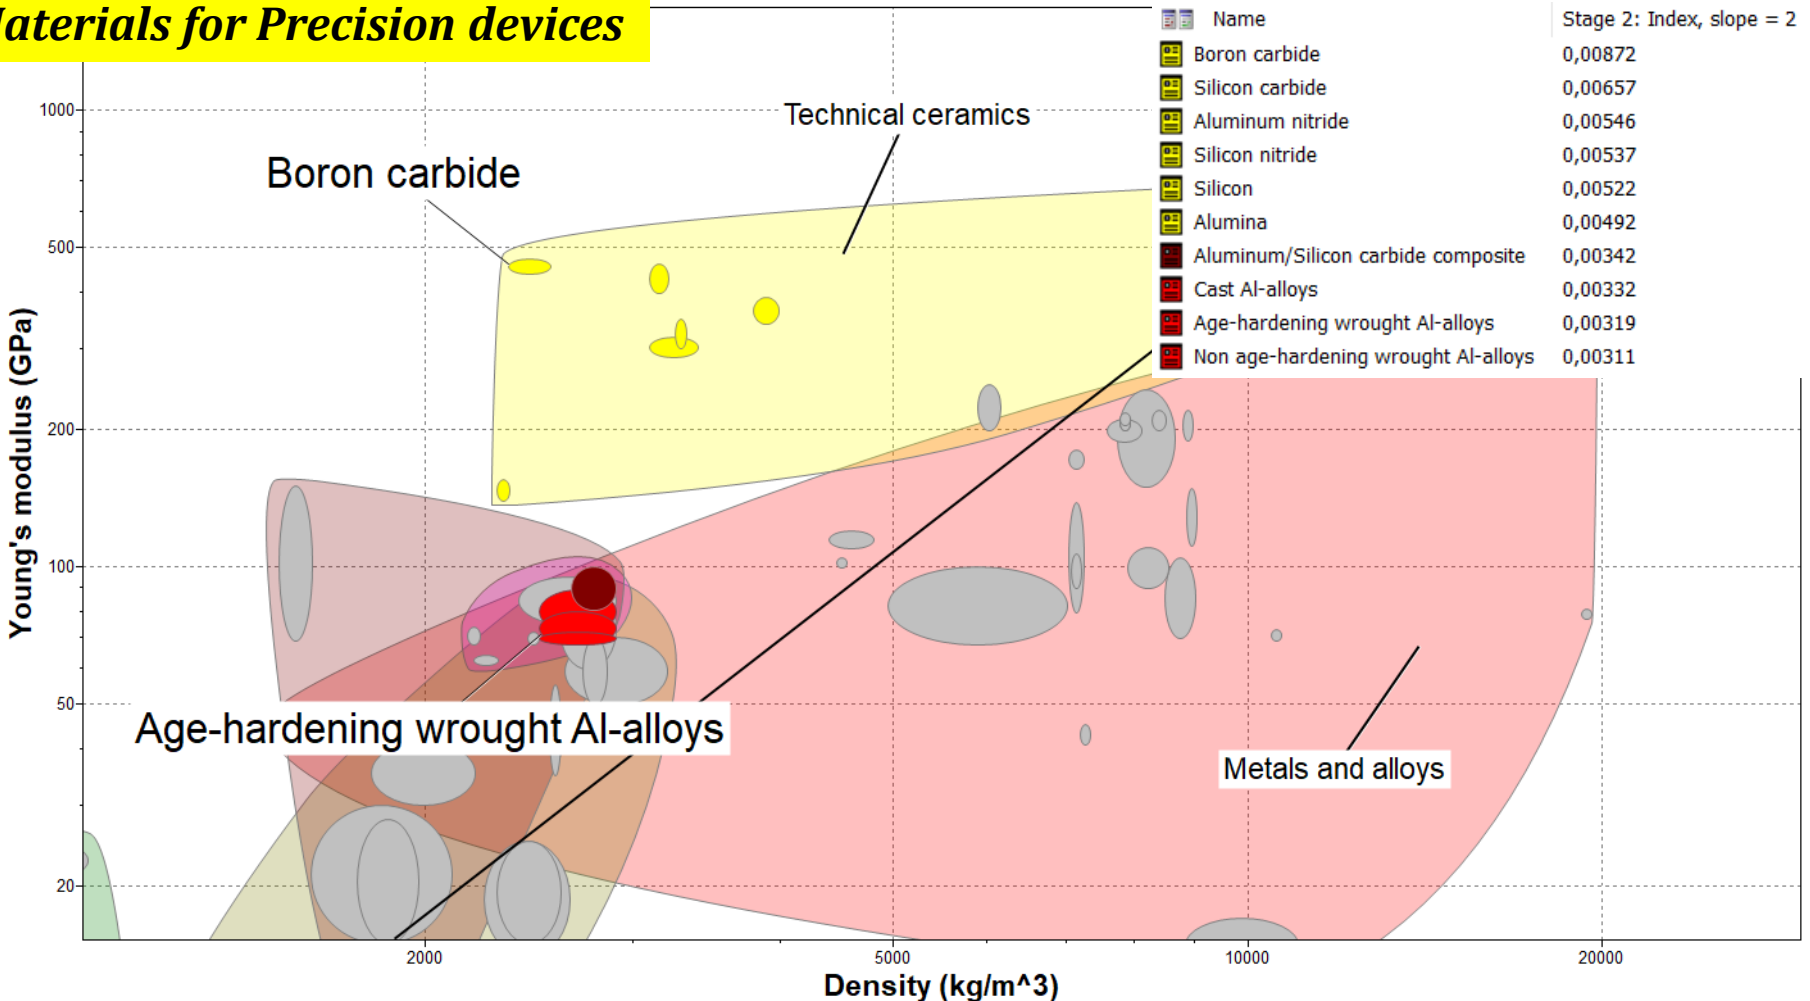 Materials for Precision devices
Name Stage 2: Index, slope = 2
Boron carbide 0,00872
Silicon carbide 0,00657
Aluminum nitride 0,00546
Silicon nitride 0,00537
Silicon 0,00522
Alumina 0,00492
Aluminum/Silicon carbide composite 0,00342
Cast Al-alloys 0,00332
Age-hardening wrought Al-alloys 0,00319
Non age-hardening wrought Al-alloys 0,00311
Technical ceramics
Boron carbide
Age-hardening wrought Al-alloys
Metals and alloys
Young's modulus (GPa)
1000
500
200
100
50
20
2000 5000 10000 20000
Density (kg/m^3)